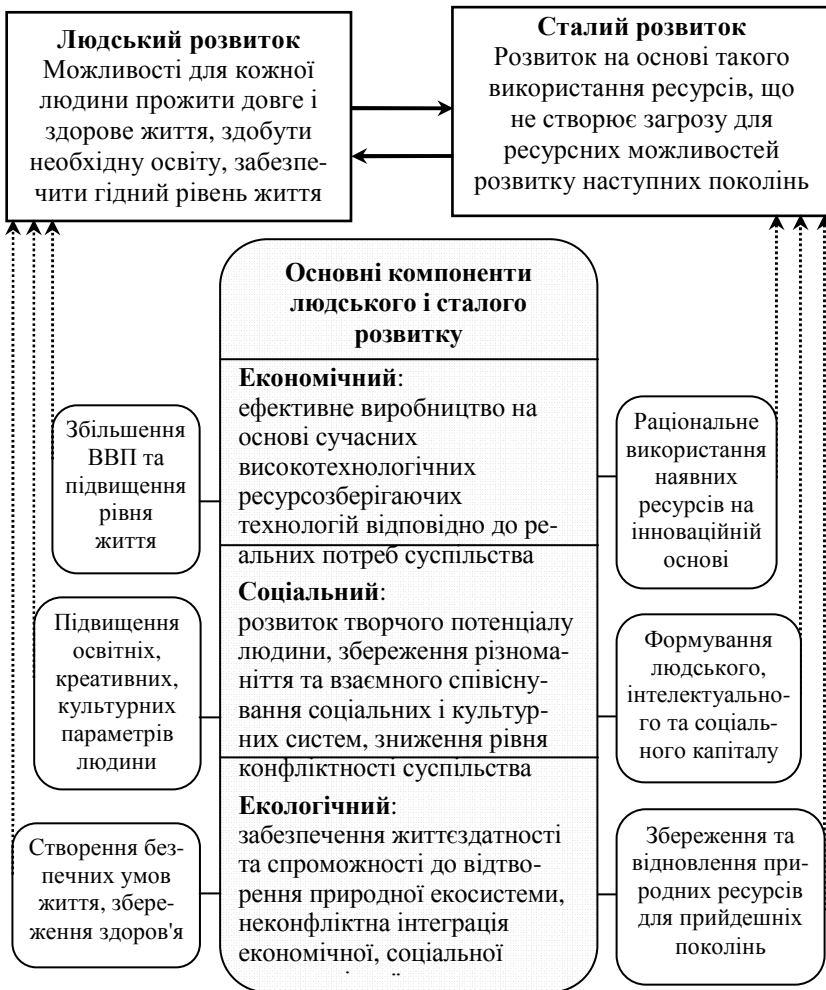 Людський розвиток
Можливості для кожної
людини прожити довге і
здорове життя, здобути
необхідну освіту, забезпе-
чити гідний рівень життя
Сталий розвиток
Розвиток на основі такого
використання ресурсів, що
не створює загрозу для
ресурсних можливостей
розвитку наступних поколінь
Основні компоненти
людського і сталого
розвитку
Економічний:
ефективне виробництво на
основі сучасних
високотехнологічних
ресурсозберігаючих
технологій відповідно до ре-
альних потреб суспільства
Збільшення
ВВП та
підвищення
рівня
життя
Раціональне
використання
наявних
ресурсів на
інноваційній
основі
Соціальний:
розвиток творчого потенціалу
людини, збереження різнома-
ніття та взаємного співісну-
вання соціальних і культур-
них систем, зниження рівня
конфліктності суспільства
Підвищення
освітніх,
креативних,
культурних
параметрів
людини
Формування
людського,
інтелектуально-
го та соціаль-
ного капіталу
Екологічний:
забезпечення життєздатності
та спроможності до відтво-
рення природної екосистеми,
неконфліктна інтеграція
економічної, соціальної
Створення без-
печних умов
життя, збере-
ження здоров'я
Збереження та
відновлення при-
родних ресурсів
для прийдешніх
поколінь